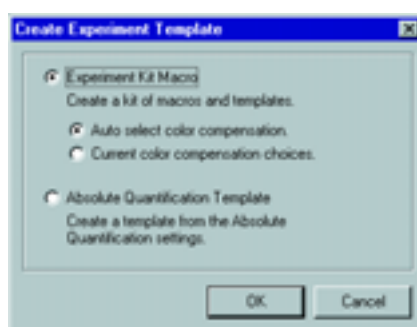 Create Experiment Template
Experiment Kit Macro
Create a kit of macros and templates.
Auto select color compensation.
Current color compensation choices.
Absolute Quantification Template
Create a template from the Absolute
Quantification settings.
OK
Cancel